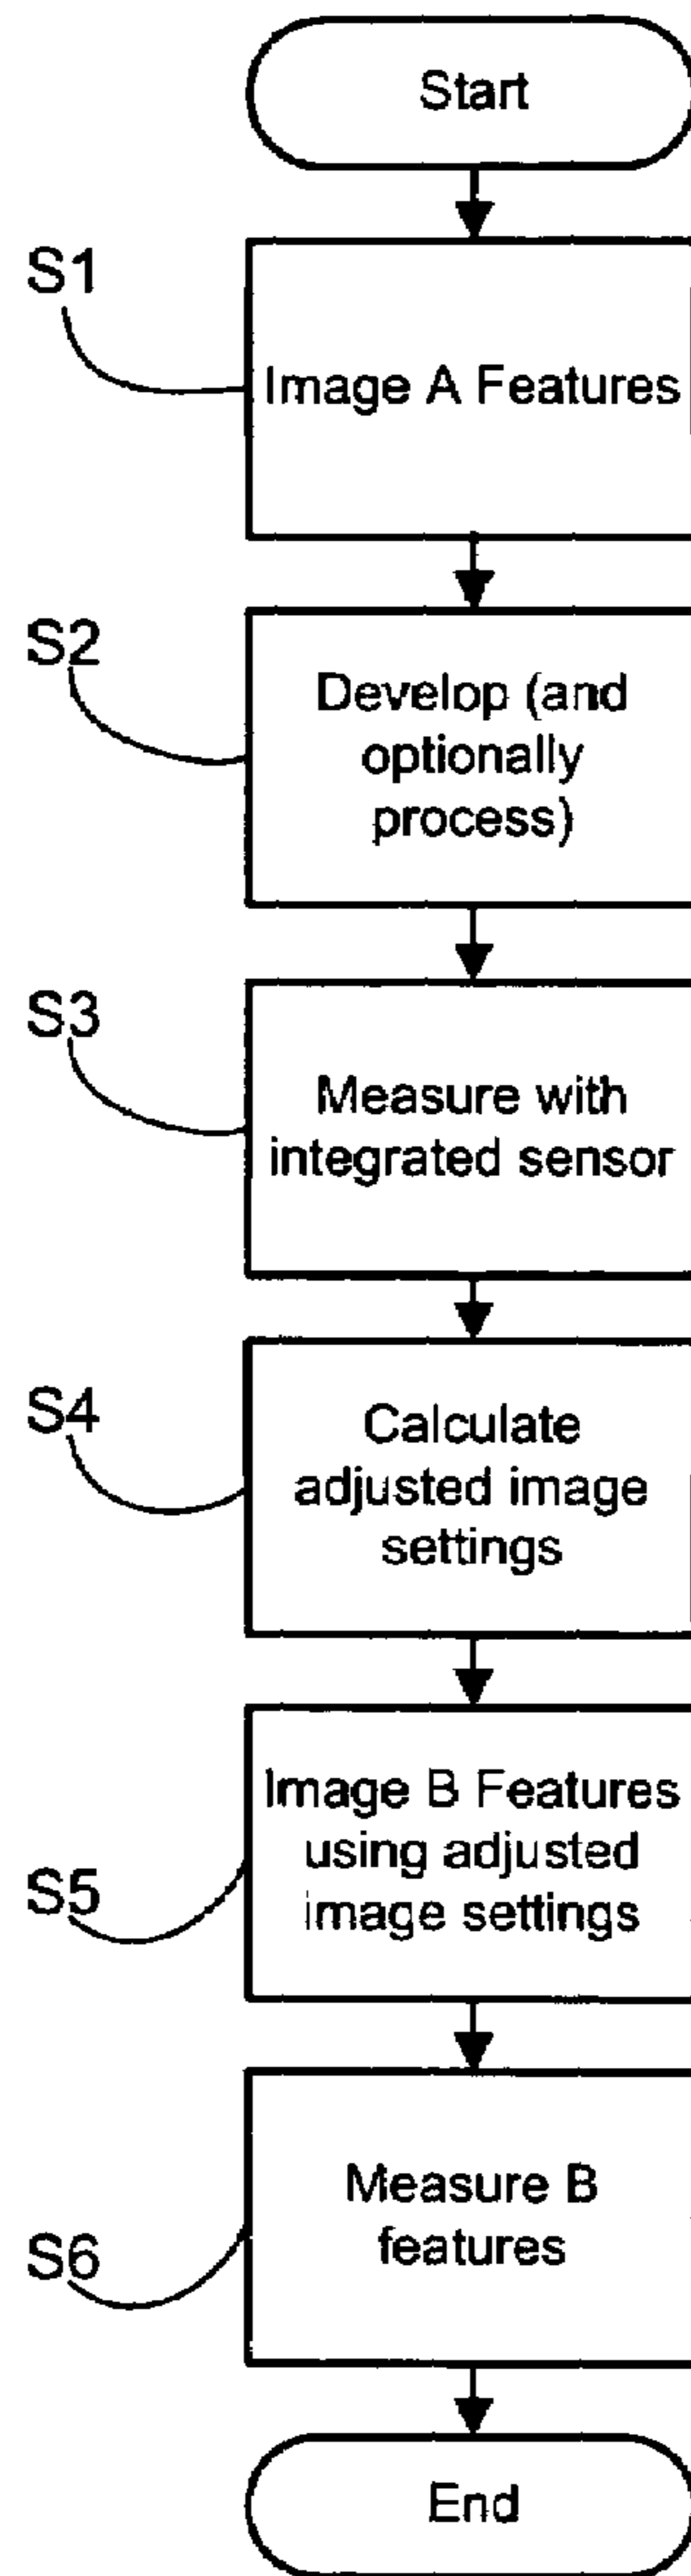 Start
S1
Image A Features
S2
Develop (and
optionally
process)
S3
Measure with
integrated sensor
S4
Calculate
adjusted image
settings
S5
Image B Features
using adjusted
image settings
S6
Measure B
features
End